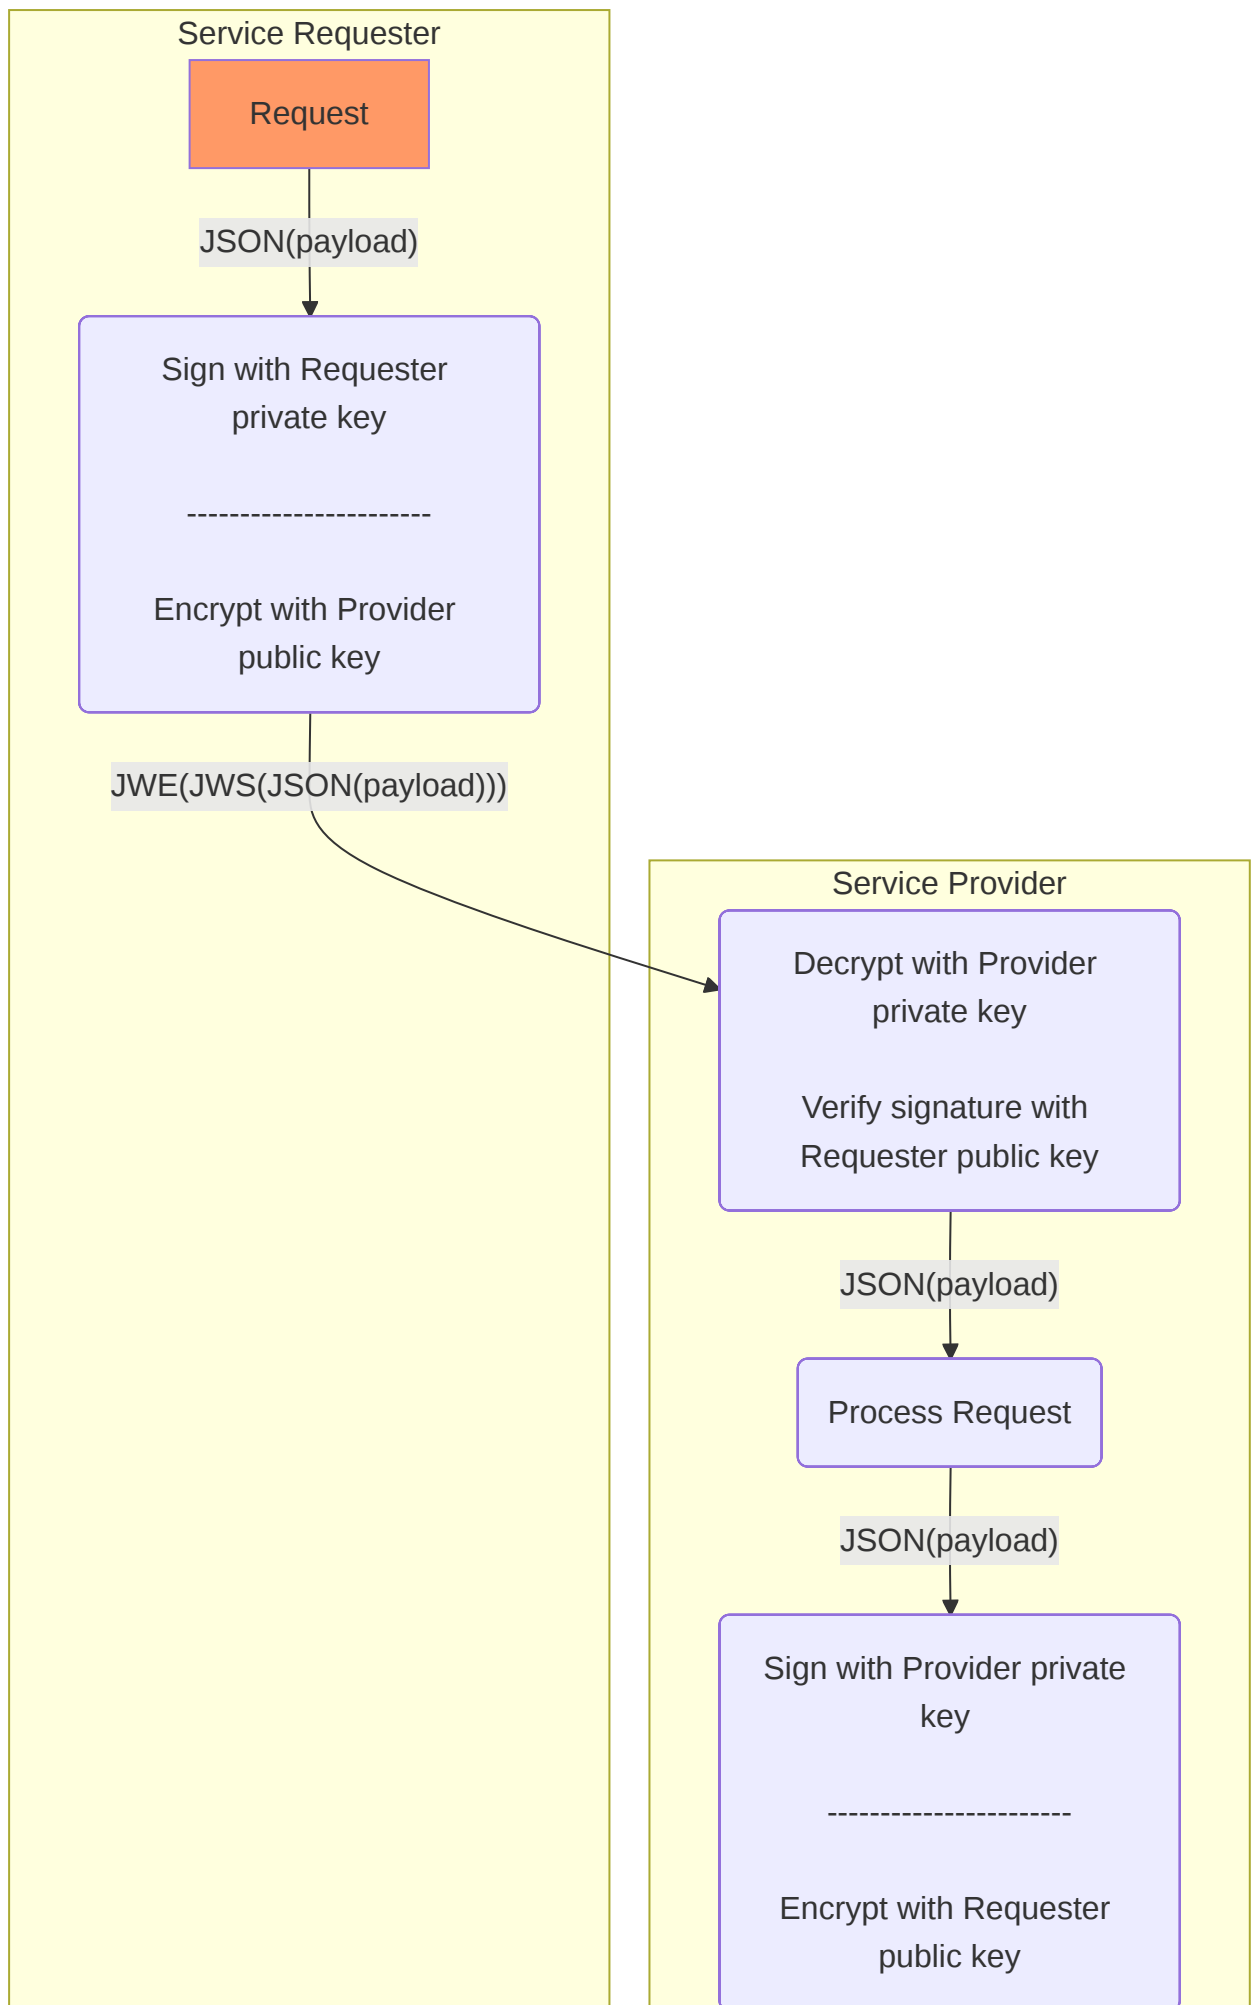 Service Requester
Request
JSON(payload)
Sign with Requester
private key
-----------------------
Encrypt with Provider
public key
JWE(JWS(JSON(payload)))
Service Provider
Decrypt with Provider
private key
Verify signature with
Requester public key
JSON(payload)
Process Request
JSON(payload)
Sign with Provider private
key
-----------------------
Encrypt with Requester
public key